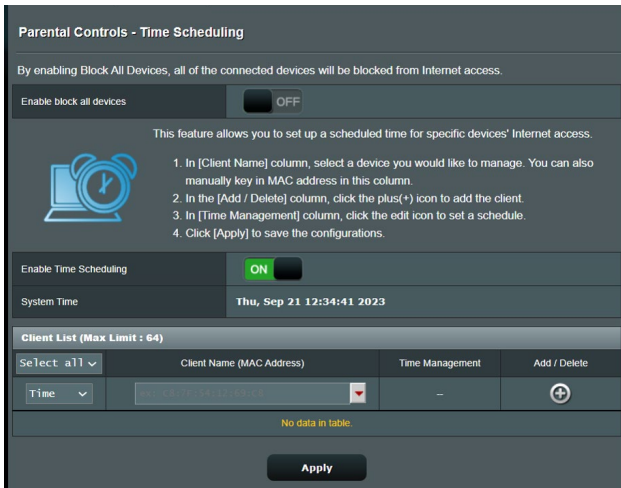 Parental Controls - Time Scheduling
By enabling Block All Devices, all of the connected devices will be blocked from Internet access.
Enable block all devices
OFF
This feature allows you to set up a scheduled time for specific devices' Internet access.
1. In [Client Name] column, select a device you would like to manage. You can also
manually key in MAC address in this
column.
2. In the [Add / Delete] column, click the plus(+) icon to add the client.
3. In [Time Management] column, click the edit icon to set a schedule.
4. Click [Apply] to save the configurations.
Enable Time Scheduling
ON
System Time
Thu, Sep 21 12:34:41 2023
Client List (Max Limit : 64)
Select all
Client Name (MAC Address)
Time Management
Add / Delete
Time
–
No data in table.
Apply